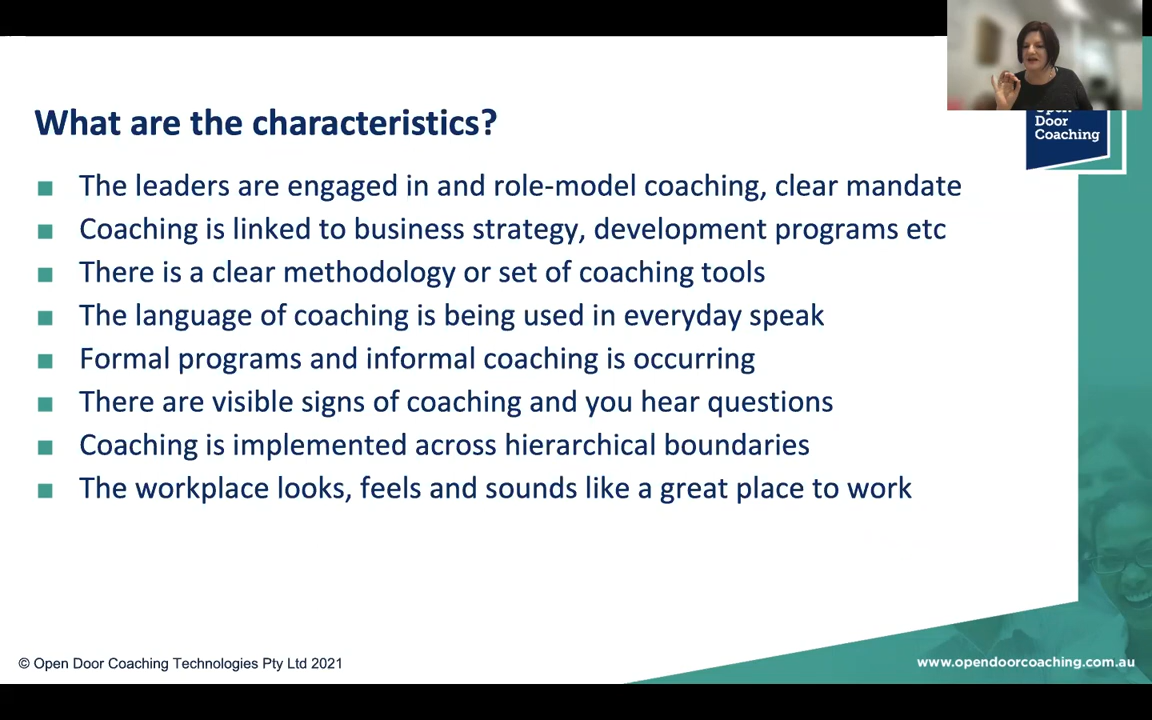 What are the characteristics?
The leaders are engaged in and role-model coaching, clear mandate
Coaching is linked to business strategy, development programs etc
There is a clear methodology or set of coaching tools
The language of coaching is being used in everyday speak
Formal programs and informal coaching is occurring
There are visible signs of coaching and you hear questions
Coaching is implemented across hierarchical boundaries
The workplace looks, feels and sounds like a great place to work
Open
Door
Coaching
© Open Door Coaching Technologies Pty Ltd 2021
www.opendoorcoaching.com.au